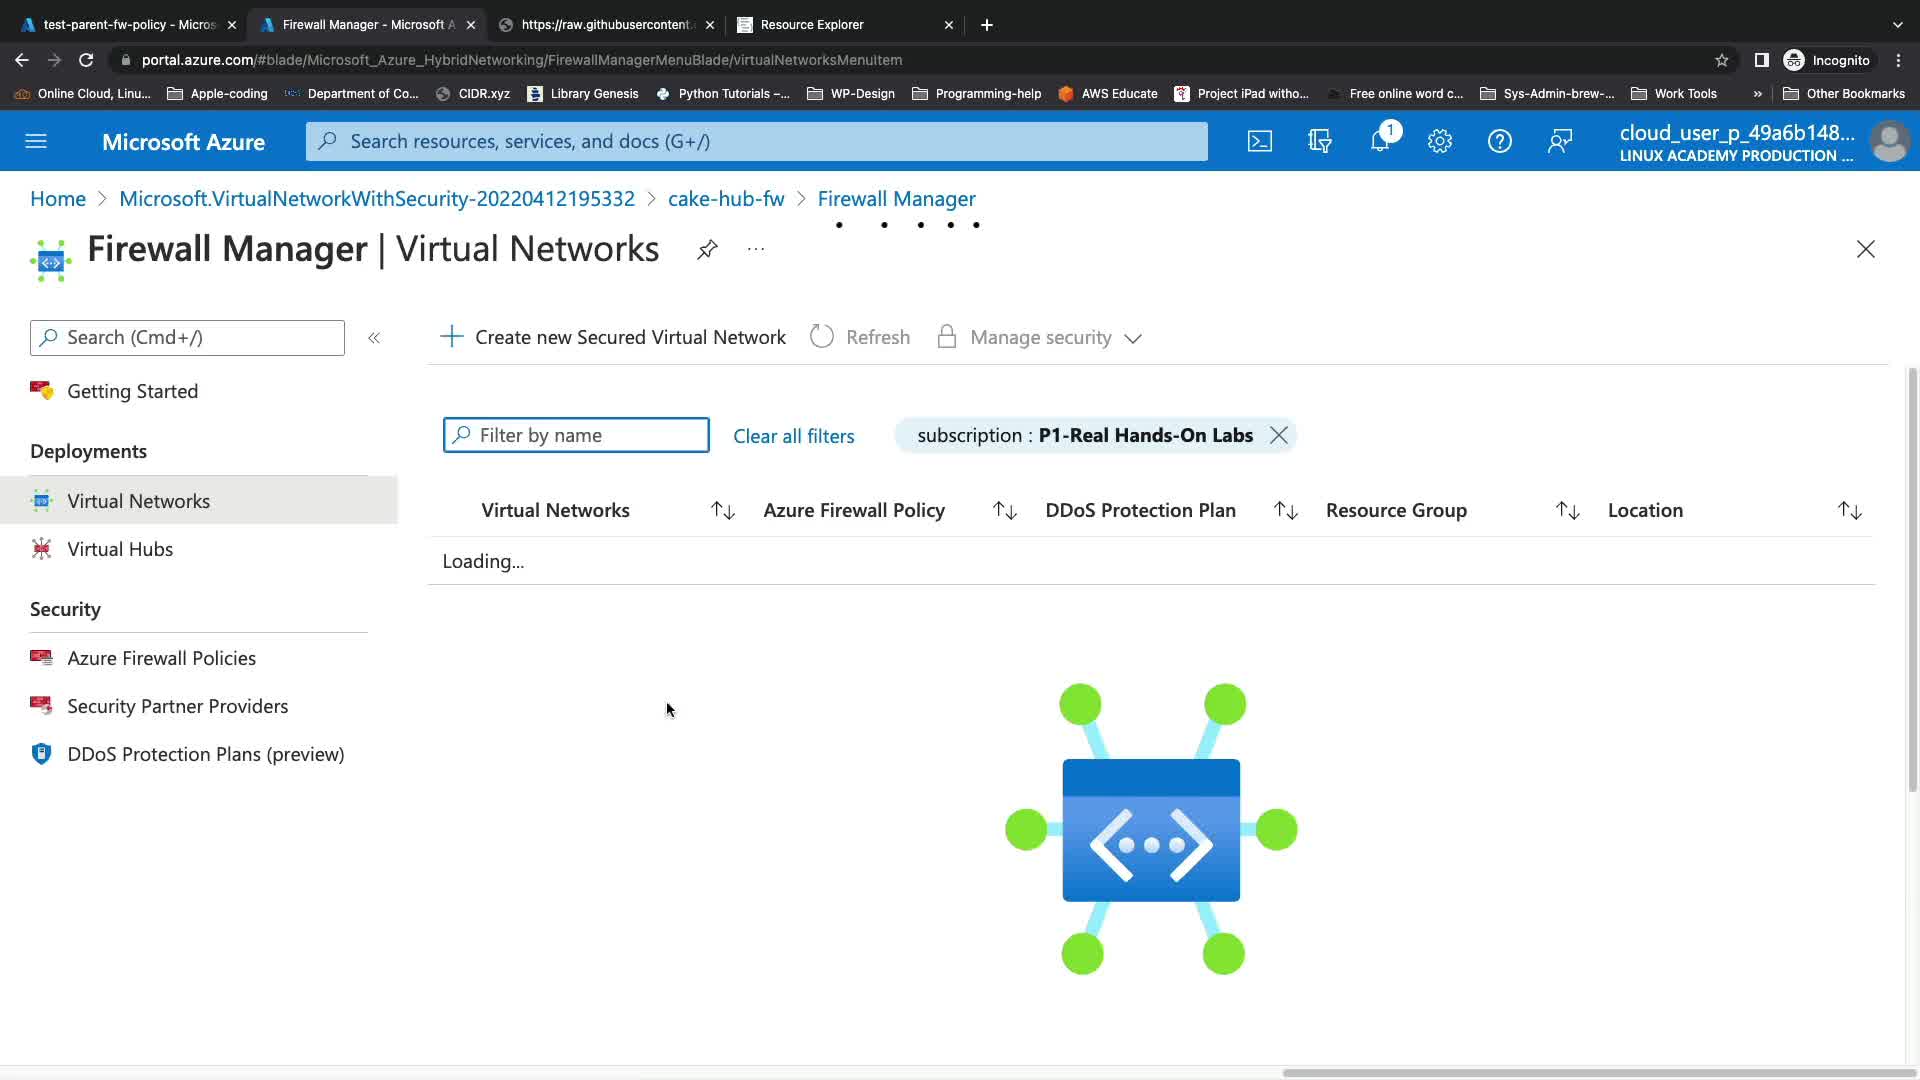 test-parent-fw-policy - Micros
Firewall Manager - Microsoft A
https://raw.githubusercontent.
Resource Explorer
portal.azure.com/#blade/Microsoft_Azure_HybridNetworking/FirewallManagerMenuBlade/virtualNetworksMenuItem
Incognito
Online Cloud, Linu...
Apple-coding
Department of Co...
CIDR.xyz
Library Genesis
Python Tutorials –...
WP-Design
Programming-help
AWS Educate
Project iPad witho...
Free online word c...
Sys-Admin-brew-...
Work Tools
»
Other Bookmarks
Microsoft Azure
Search resources, services, and docs (G+/)
1
cloud_user_p_49a6b148...
LINUX ACADEMY PRODUCTION ...
Home > Microsoft.VirtualNetworkWithSecurity-20220412195332 > cake-hub-fw > Firewall Manager
Firewall Manager | Virtual Networks
...
Search (Cmd+/)
«
Create new Secured Virtual Network
Refresh
Manage security
Getting Started
Deployments
Virtual Networks
Virtual Hubs
Security
Azure Firewall Policies
Security Partner Providers
DDoS Protection Plans (preview)
Filter by name
Clear all filters
subscription : P1-Real Hands-On Labs
Virtual Networks
Azure Firewall Policy
DDoS Protection Plan
Resource Group
Location
Loading...